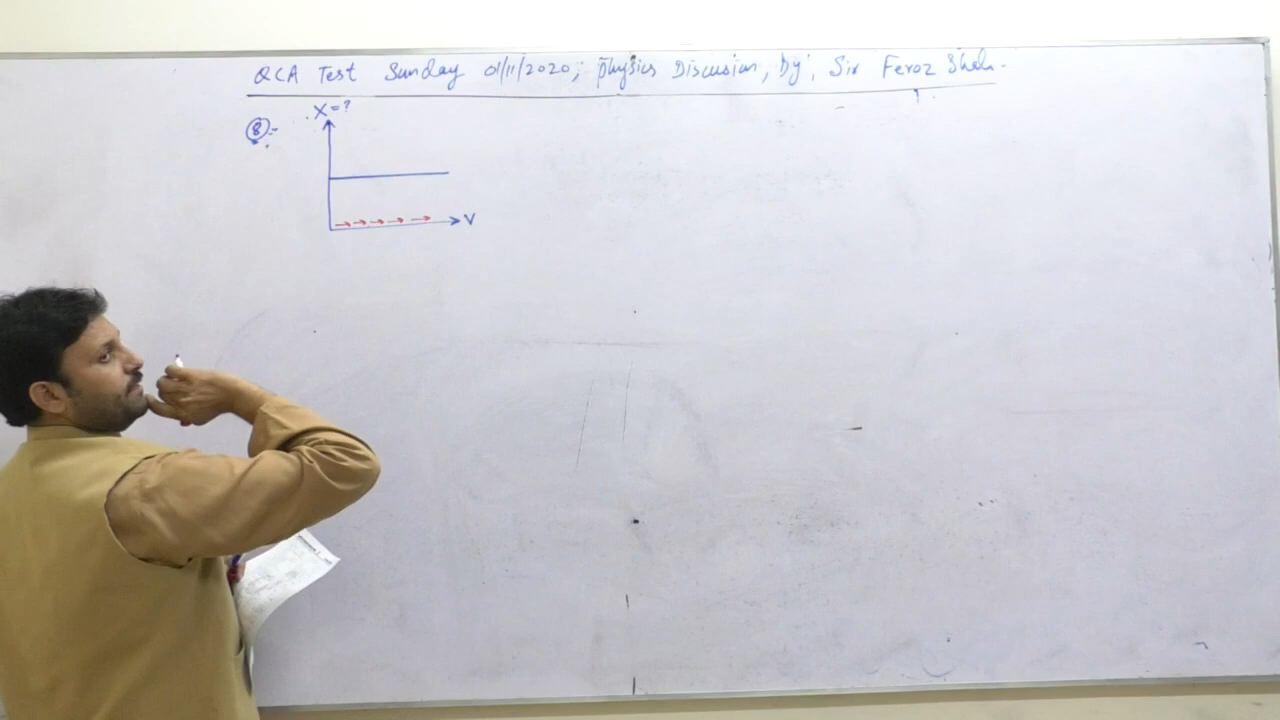 QCA Test Sunday 01/11/2020; Physics Discussion, by, Sir Feroz Shah.
X=?
8:-
V